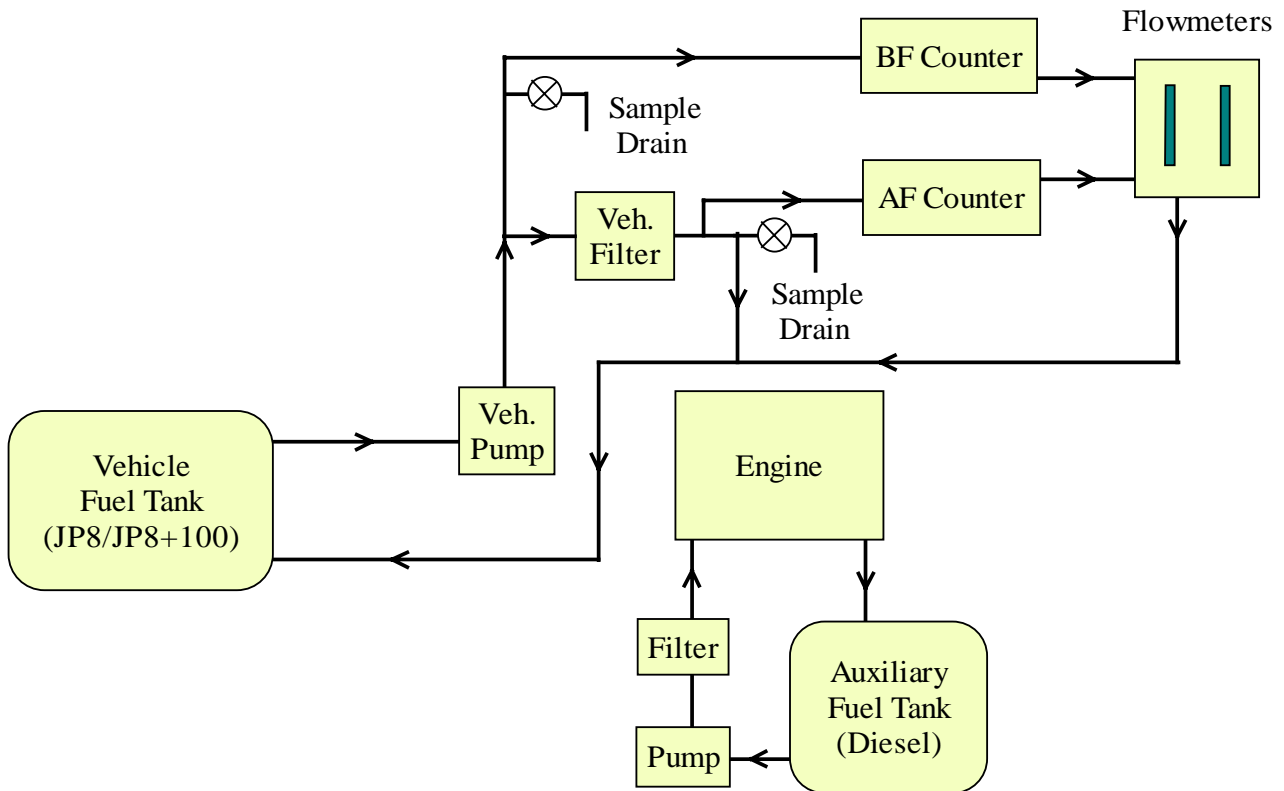 Flowmeters
BF Counter
Sample
Drain
AF Counter
Veh.
Filter
Sample
Drain
Veh.
Pump
Vehicle
Fuel Tank
(JP8/JP8+100)
Engine
Filter
Auxiliary
Fuel Tank
(Diesel)
Pump